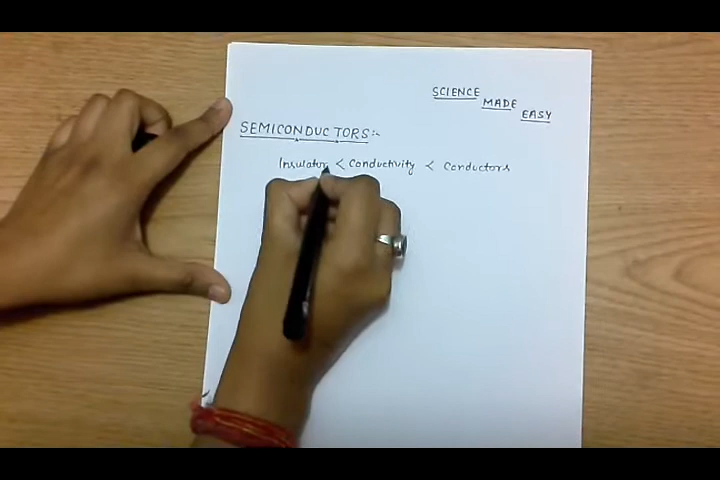 SCIENCE
MADE
EASY
SEMICONDUCTORS:-
Insulator < Conductivity < Conductors